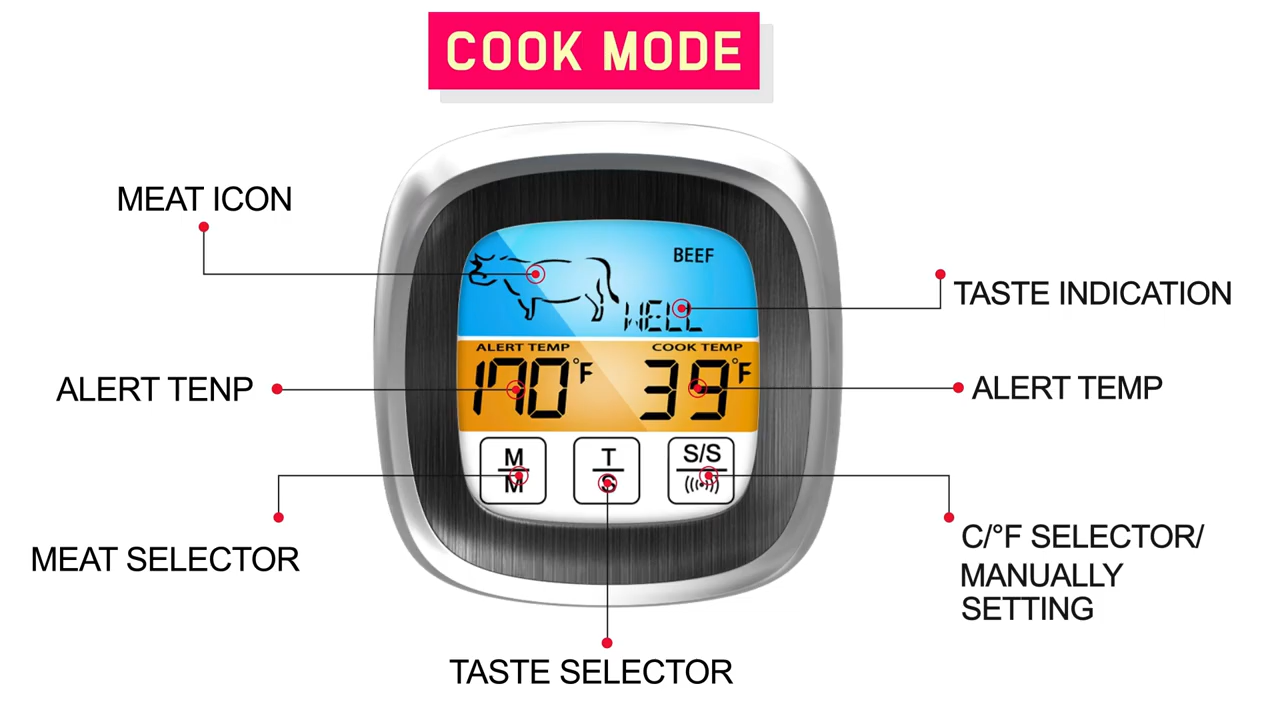 COOK MODE
MEAT ICON
BEEF
TASTE INDICATION
WELL
ALERT TEMP
COOK TEMP
170°F
39°F
ALERT TENP
ALERT TEMP
M
M
T
S
S/S
MEAT SELECTOR
C/°F SELECTOR/
MANUALLY
SETTING
TASTE SELECTOR